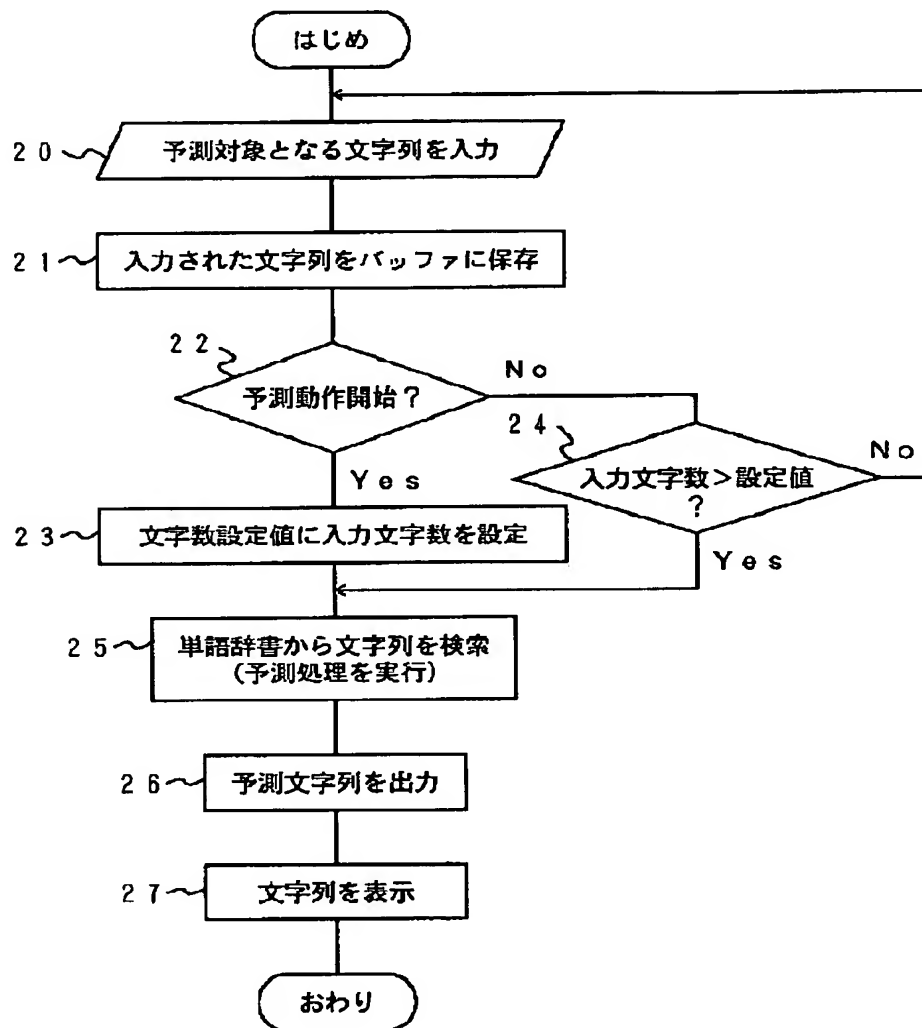 はじめ
20
予測対象となる文字列を入力
21
入力された文字列をバッファに保存
22
予測動作開始?
No
24
入力文字数>設定値
?
No
Yes
Yes
23
文字数設定値に入力文字数を設定
25
単語辞書から文字列を検索
(予測処理を実行)
26
予測文字列を出力
27
文字列を表示
おわり